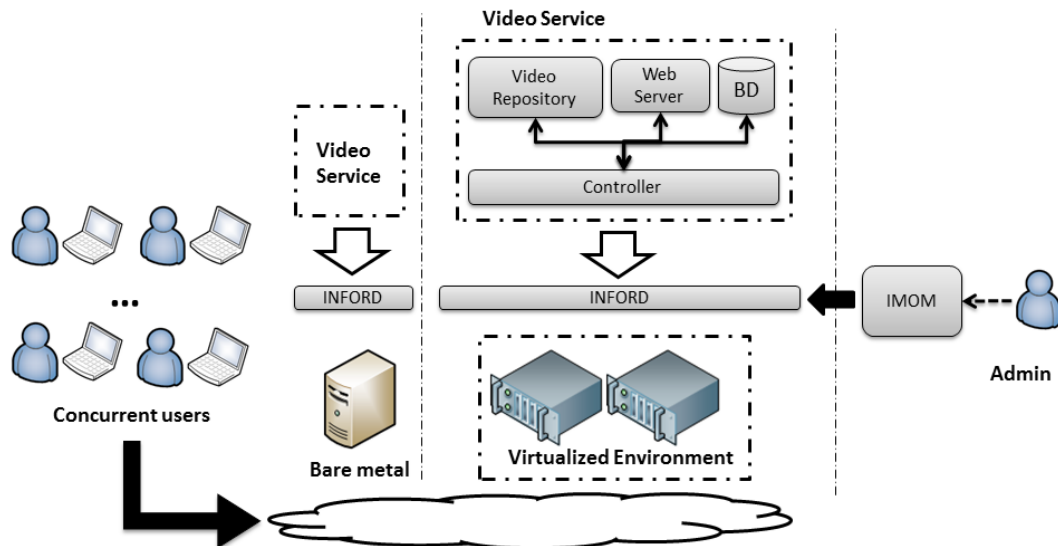 Video Service
Video
Repository
Web
Server
BD
Controller
Video
Service
INFORD
INFORD
IMOM
Admin
...
Concurrent users
Bare metal
Virtualized Environment